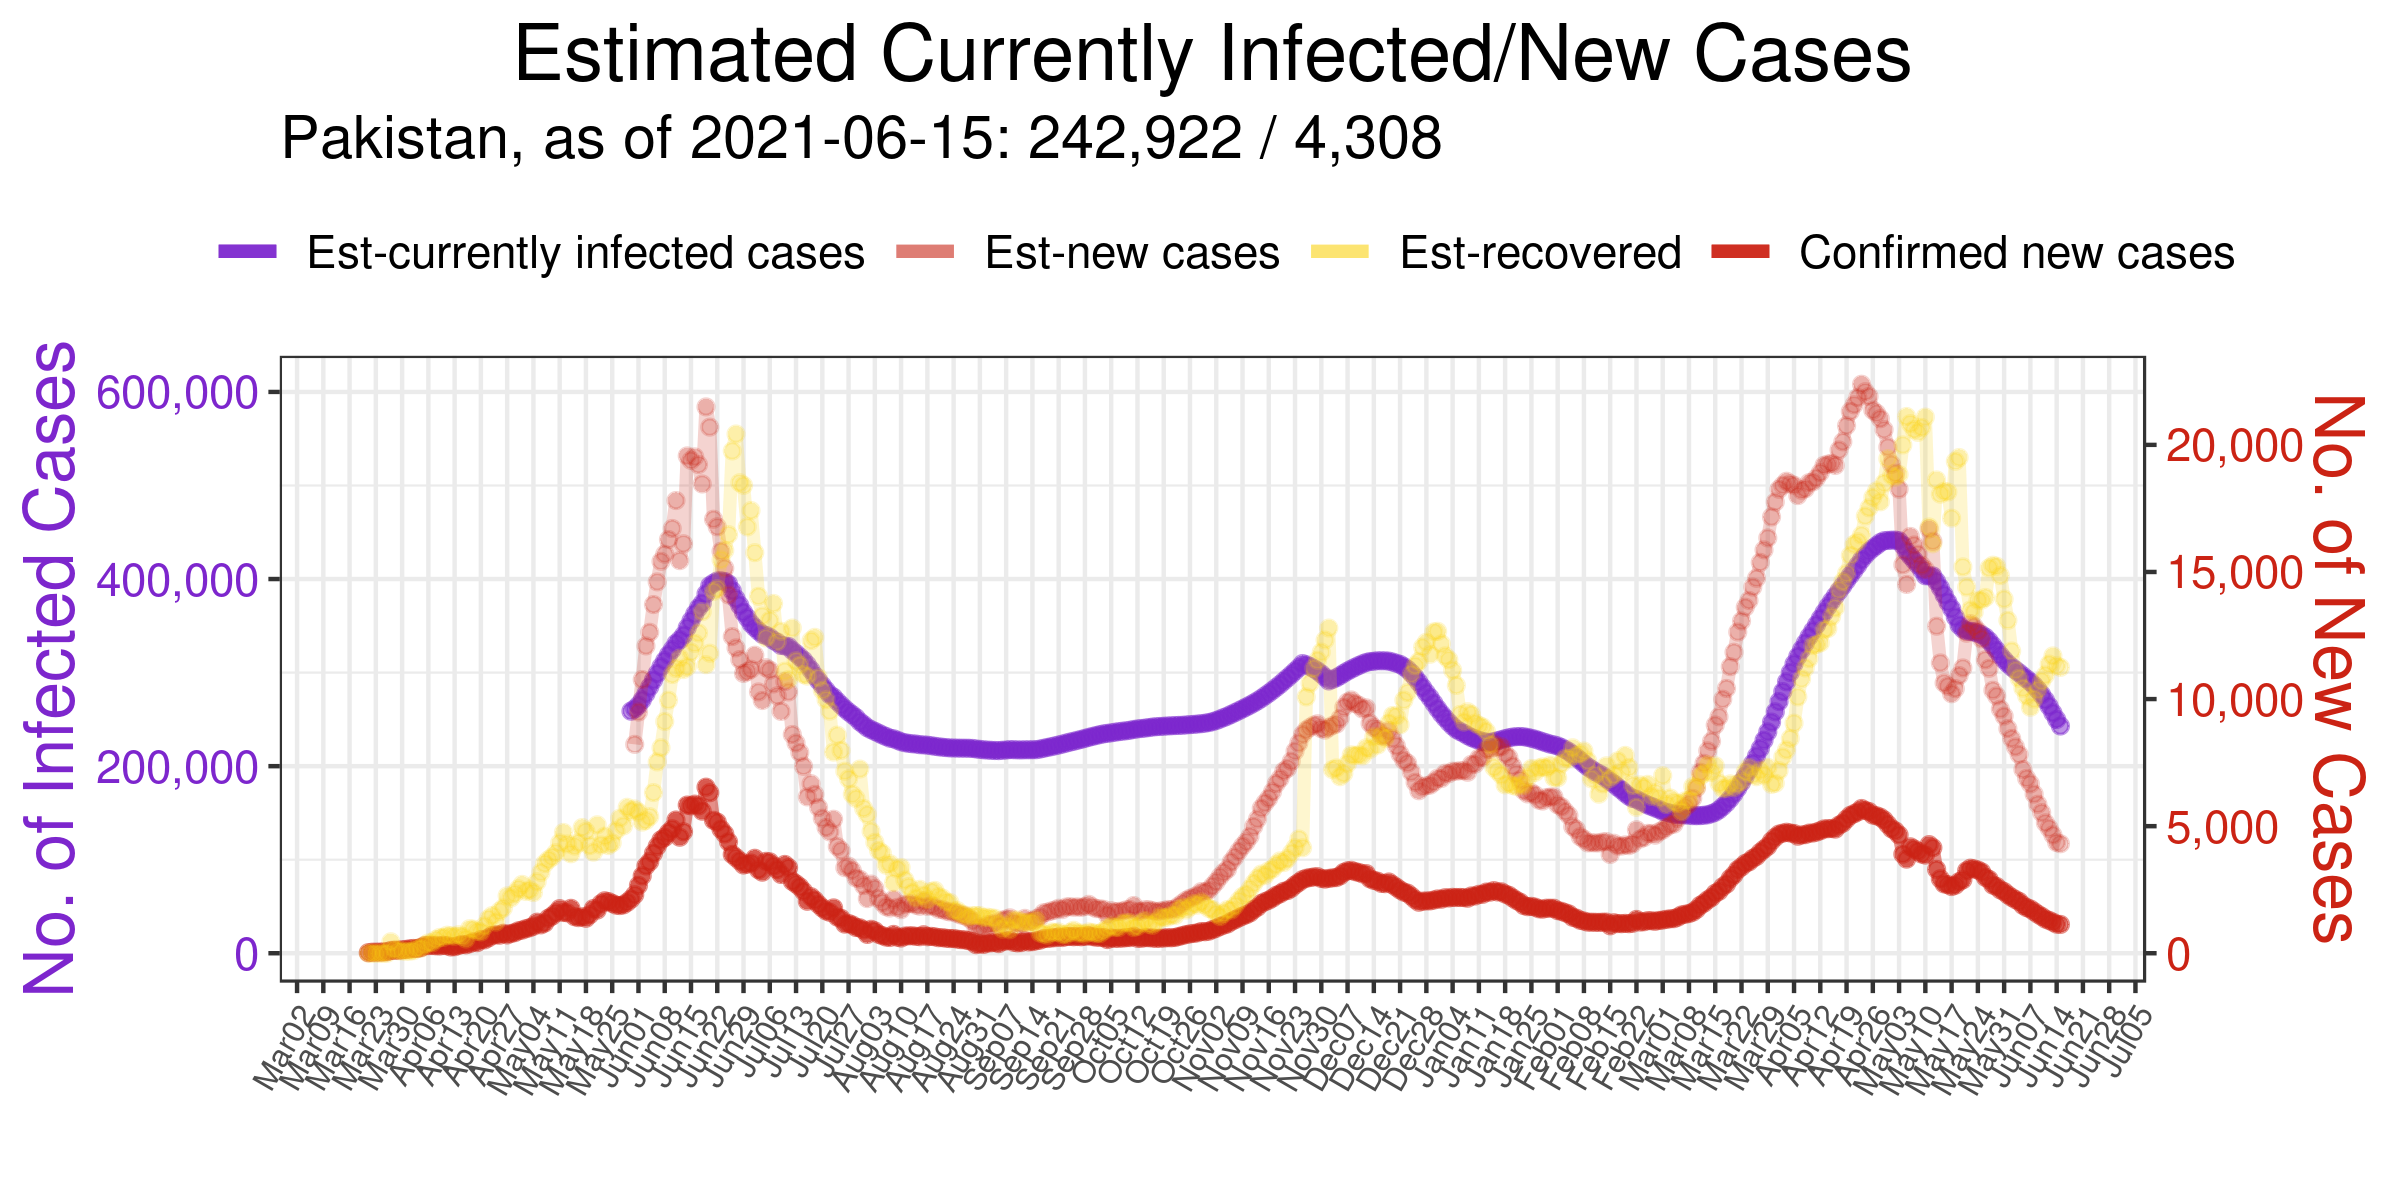 Estimated Currently Infected/New Cases
Pakistan, as of 2021-06-15: 242,922 / 4,308
Est-currently infected cases
Est-new cases
Est-recovered
Confirmed new cases
No. of Infected Cases
600,000
400,000
200,000
0
20,000
15,000
10,000
5,000
0
No. of New Cases
Mar02
Mar09
Mar16
Mar23
Mar30
Apr06
Apr13
Apr20
Apr27
May04
May11
May18
May25
Jun01
Jun08
Jun15
Jun22
Jun29
Jul06
Jul13
Jul20
Jul27
Aug03
Aug10
Aug17
Aug24
Aug31
Sep07
Sep14
Sep21
Sep28
Oct05
Oct12
Oct19
Oct26
Nov02
Nov09
Nov16
Nov23
Nov30
Dec07
Dec14
Dec21
Dec28
Jan04
Jan11
Jan18
Jan25
Feb01
Feb08
Feb15
Feb22
Mar01
Mar08
Mar15
Mar22
Mar29
Apr05
Apr12
Apr19
Apr26
May03
May10
May17
May24
May31
Jun07
Jun14
Jun21
Jun28
Jul05